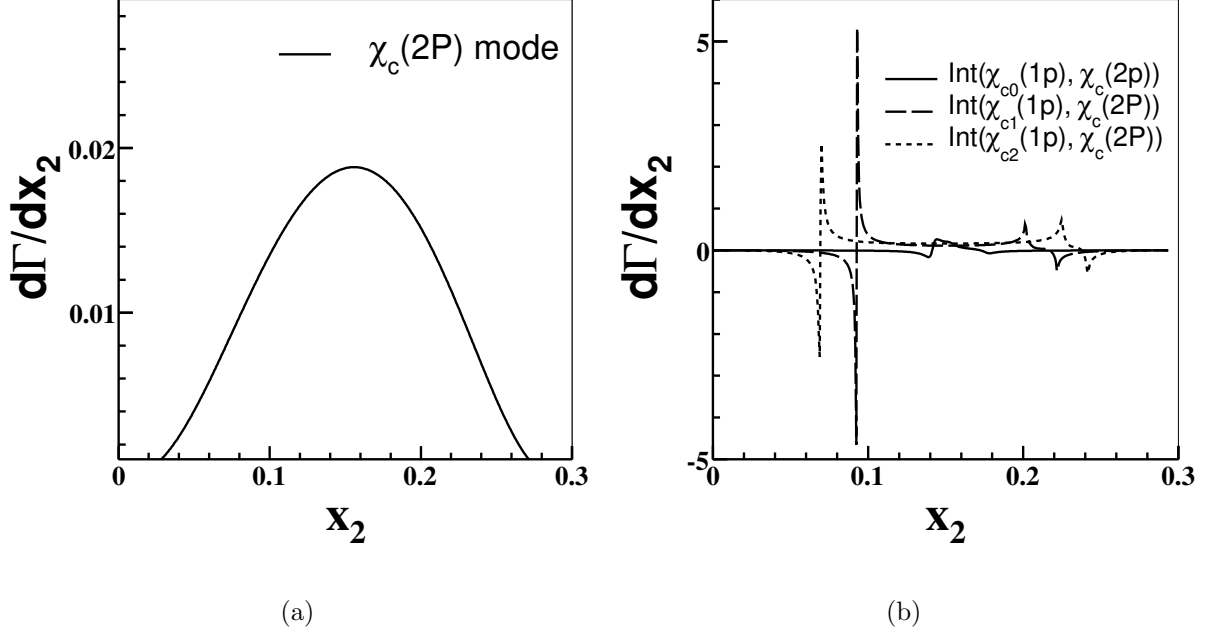 χc(2P) mode
dΓ/dx2
0.02
0.01
0
0.1
0.2
0.3
x2
(a)
Int(χc0(1p), χc(2p))
Int(χc1(1p), χc(2P))
Int(χc2(1p), χc(2P))
dΓ/dx2
5
0
-5
0
0.1
0.2
0.3
x2
(b)